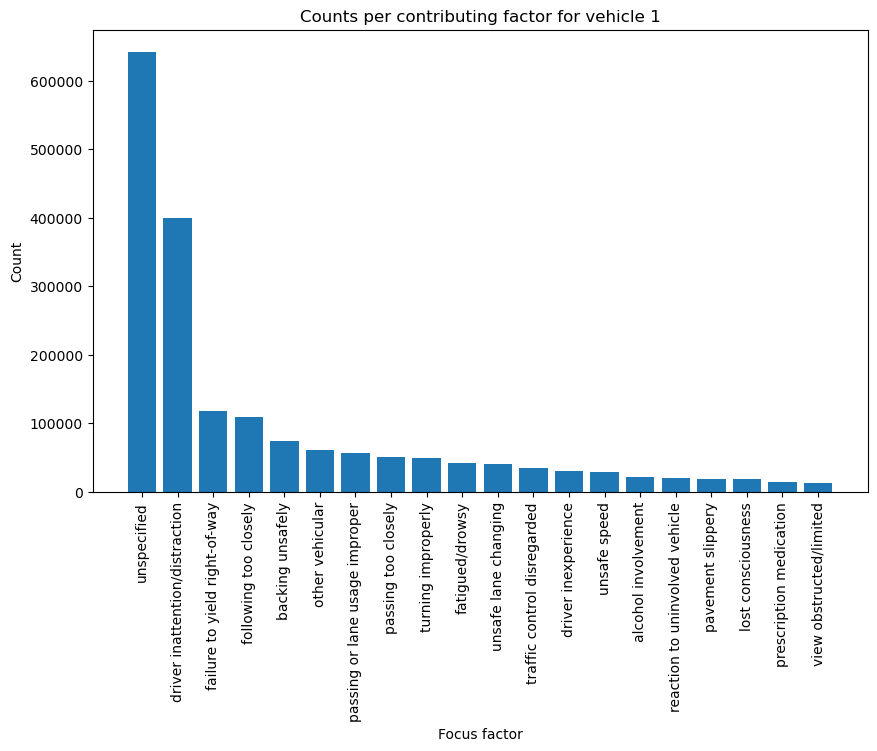 Counts per contributing factor for vehicle 1
600000
500000
400000
300000
200000
100000
0
Count
unspecified
driver inattention/distraction
failure to yield right-of-way
following too closely
backing unsafely
other vehicular
passing or lane usage improper
passing too closely
turning improperly
fatigued/drowsy
unsafe lane changing
traffic control disregarded
driver inexperience
unsafe speed
alcohol involvement
reaction to uninvolved vehicle
pavement slippery
lost consciousness
prescription medication
view obstructed/limited
Focus factor